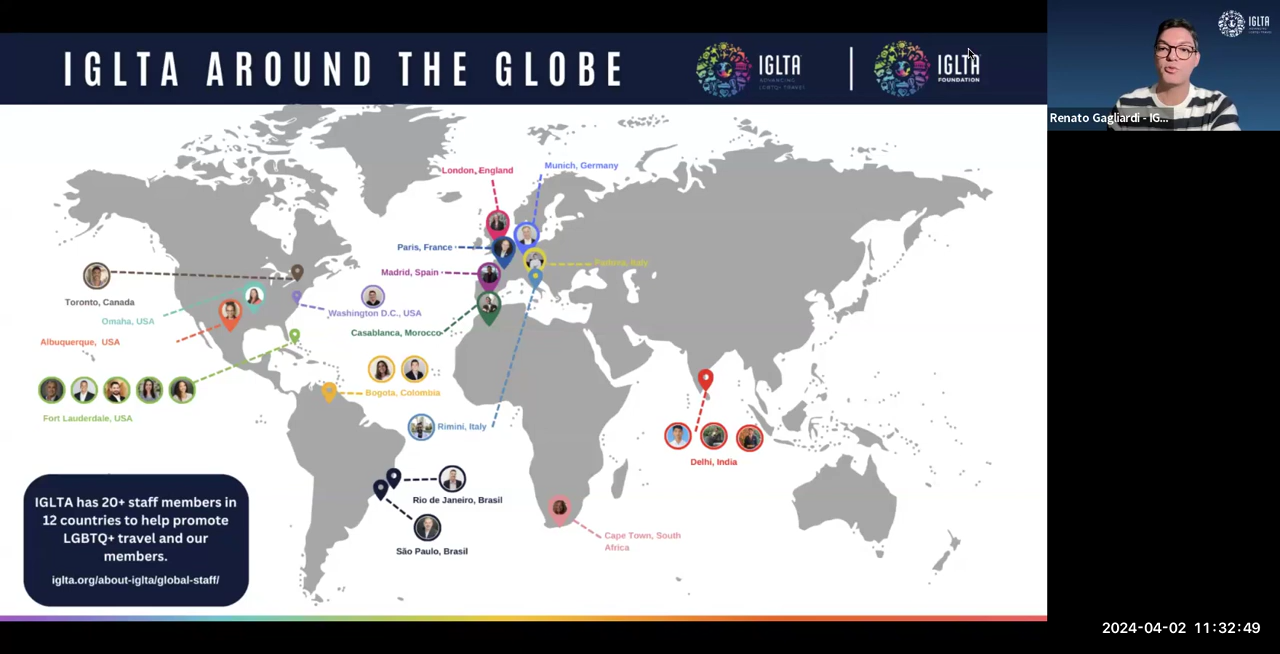 IGLTA AROUND THE GLOBE
IGLTA
ADVANCING
LGBTQ+ TRAVEL
IGLTA
FOUNDATION
IGLTA
Renato Gagliardi - IG...
London, England
Munich, Germany
Paris, France
Italy
Madrid, Spain
Toronto, Canada
Omaha, USA
Washington D.C., USA
Casablanca, Morocco
Albuquerque, USA
Bogota, Colombia
Fort Lauderdale, USA
Rimini, Italy
Delhi, India
Rio de Janeiro, Brasil
São Paulo, Brasil
Cape Town, South
Africa
IGLTA has 20+ staff members in
12 countries to help promote
LGBTQ+ travel and our
members.
iglta.org/about-iglta/global-staff/
2024-04-02 11:32:49